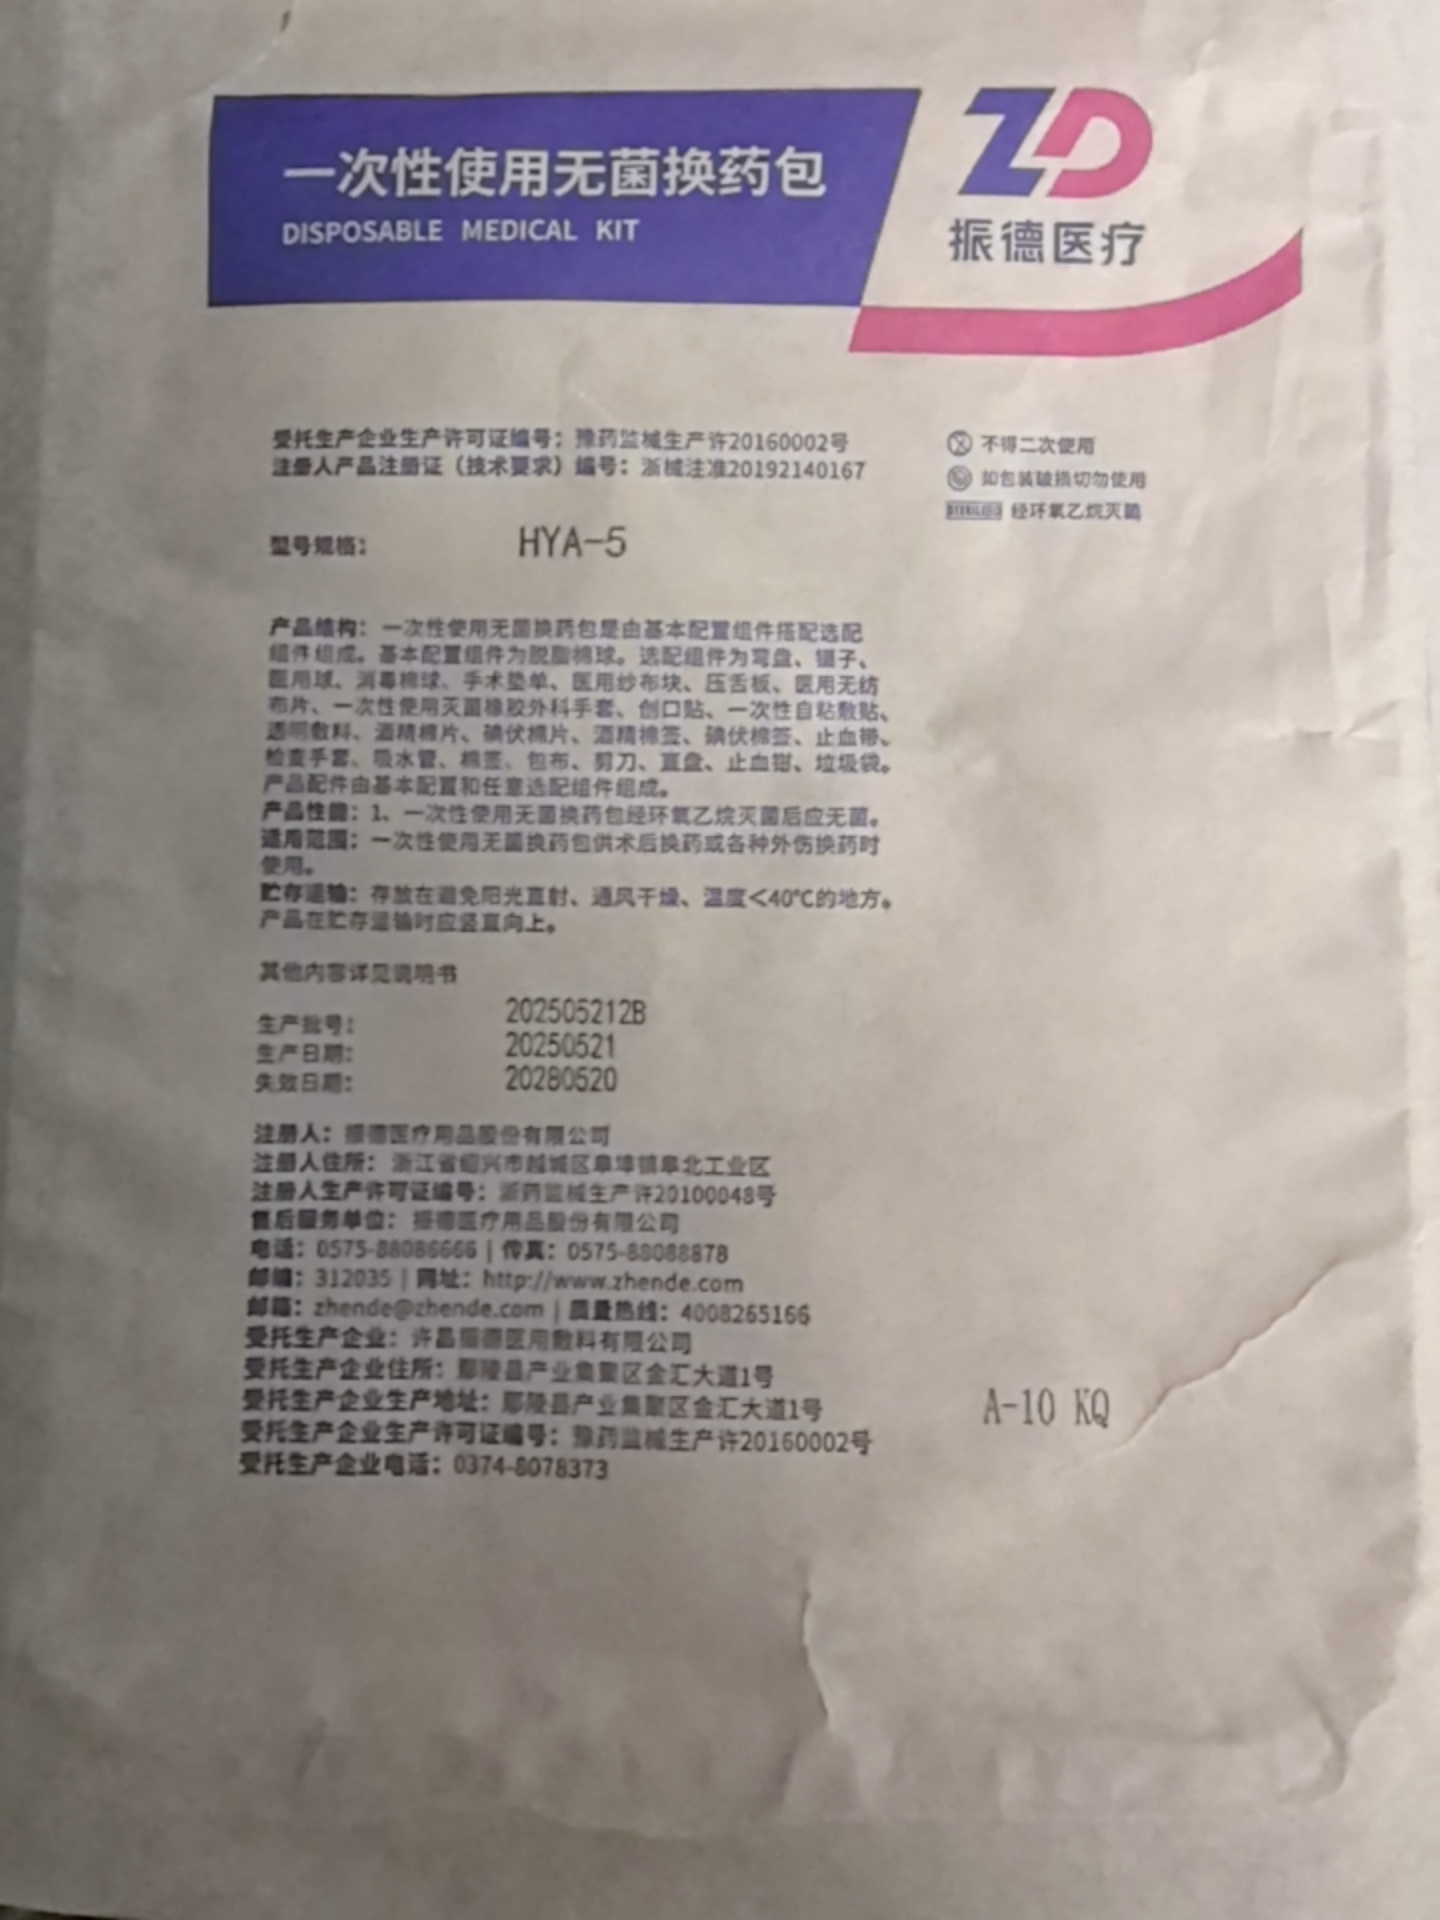 一次性使用无菌换药包
DISPOSABLE MEDICAL KIT
ZD
振德医疗
受托生产企业生产许可证编号：豫药监械生产许20160002号
注册人产品注册证（技术要求）编号：浙械注准20192140167
不得二次使用
如包装破损切勿使用
经环氧乙烷灭菌
型号规格： HYA-5
产品结构：一次性使用无菌换药包是由基本配置组件搭配选配
组件组成。基本配置组件为脱脂棉球。选配组件为弯盘、镊子、
医用球、消毒棉球、手术垫单、医用纱布块、压舌板、医用无纺
布片、一次性使用灭菌橡胶外科手套、创口贴、一次性自粘敷贴、
透明敷料、酒精棉片、碘伏棉片、酒精棉签、碘伏棉签、止血带、
检查手套、吸水管、棉签、包布、剪刀、直盘、止血钳、垃圾袋。
产品配件由基本配置和任意选配组件组成。
产品性能：1、一次性使用无菌换药包经环氧乙烷灭菌后应无菌。
适用范围：一次性使用无菌换药包供术后换药或各种外伤换药时
使用。
贮存运输：存放在避免阳光直射、通风干燥、温度＜40℃的地方。
产品在贮存运输时应竖直向上。
其他内容详见说明书
生产批号： 202505212B
生产日期： 20250521
失效日期： 20280520
注册人：振德医疗用品股份有限公司
注册人住所：浙江省绍兴市越城区皋埠镇皋北工业区
注册人生产许可证编号：浙药监械生产许20100048号
售后服务单位：振德医疗用品股份有限公司
电话：0575-88086666 | 传真：0575-88088878
邮编：312035 | 网址：http://www.zhende.com
邮箱：zhende@zhende.com | 质量热线：4008265166
受托生产企业：许昌振德医用敷料有限公司
受托生产企业住所：鄢陵县产业集聚区金汇大道1号
受托生产企业生产地址：鄢陵县产业集聚区金汇大道1号
受托生产企业生产许可证编号：豫药监械生产许20160002号
受托生产企业电话：0374-8078373
A-10 KQ